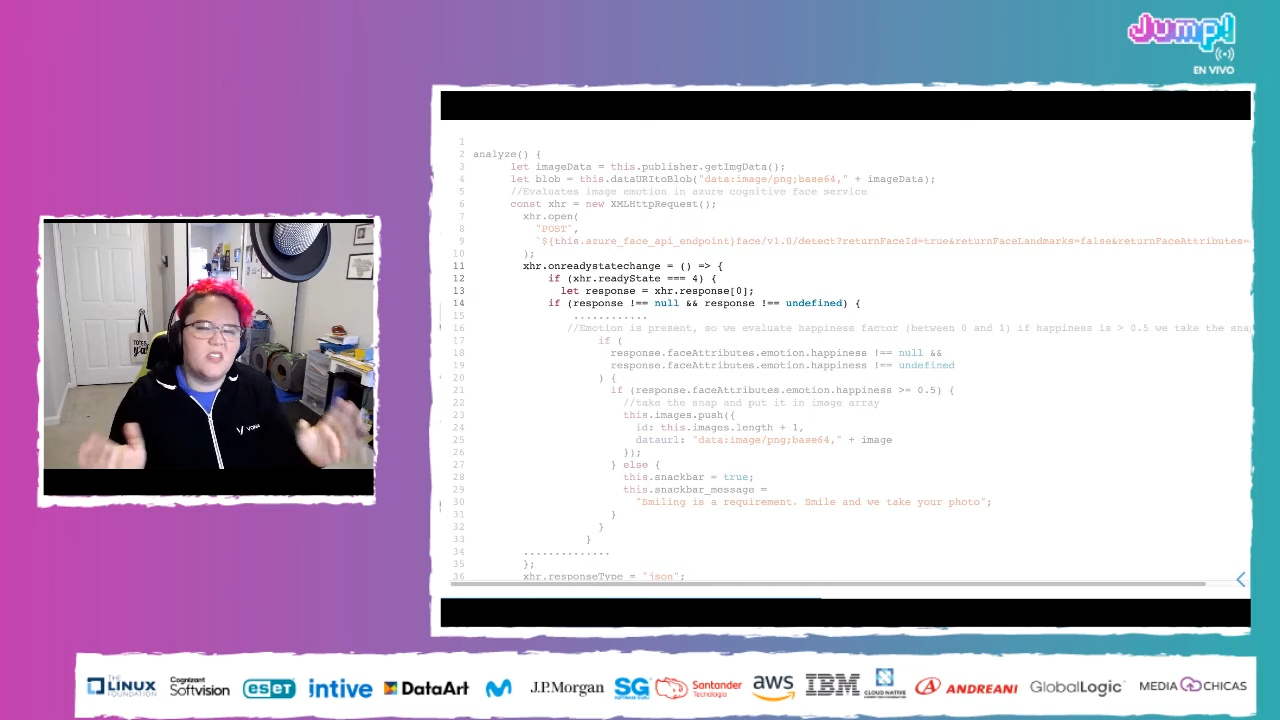 Jump!
EN VIVO
1
2 analyze() {
3 let imageData = this.publisher.getImgData();
4 let blob = this.dataURItoBlob("data:image/png;base64," + imageData);
5 //Evaluates image emotion in azure cognitive face service
6 const xhr = new XMLHttpRequest();
7 xhr.open(
8 "POST",
9 `${this.azure_face_api_endpoint}face/v1.0/detect?returnFaceId=true&returnFaceLandmarks=false&returnFaceAttributes=
10 );
11 xhr.onreadystatechange = () => {
12 if (xhr.readyState === 4) {
13 let response = xhr.response[0];
14 if (response !== null && response !== undefined) {
15 ............
16 //Emotion is present, so we evaluate happiness factor (between 0 and 1) if happiness is > 0.5 we take the sna
17 if (
18 response.faceAttributes.emotion.happiness !== null &&
19 response.faceAttributes.emotion.happiness !== undefined
20 ) {
21 if (response.faceAttributes.emotion.happiness >= 0.5) {
22 //take the snap and put it in image array
23 this.images.push({
24 id: this.images.length + 1,
25 dataurl: "data:image/png;base64," + image
26 });
27 } else {
28 this.snackbar = true;
29 this.snackbar_message =
30 "Smiling is a requirement. Smile and we take your photo";
31 }
32 }
33 }
34 ..............
35 };
36 xhr.responseType = "json";
TOTES
VONA
THE LINUX FOUNDATION
Cognizant Softvision
eset
intive
DataArt
J.P.Morgan
SG SOFTWARE GURU
Santander Tecnología
aws
IBM
CLOUD NATIVE
ANDREANI
GlobalLogic
MEDIA CHICAS